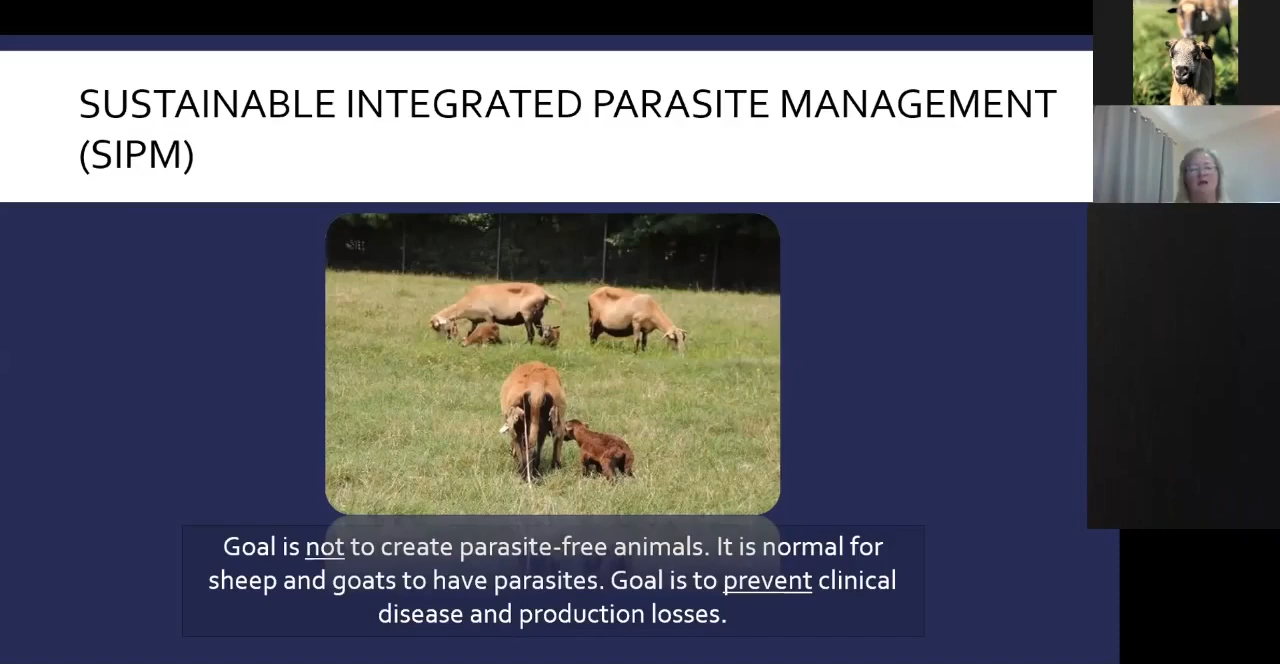 SUSTAINABLE INTEGRATED PARASITE MANAGEMENT
(SIPM)
Goal is not to create parasite-free animals. It is normal for
sheep and goats to have parasites. Goal is to prevent clinical
disease and production losses.